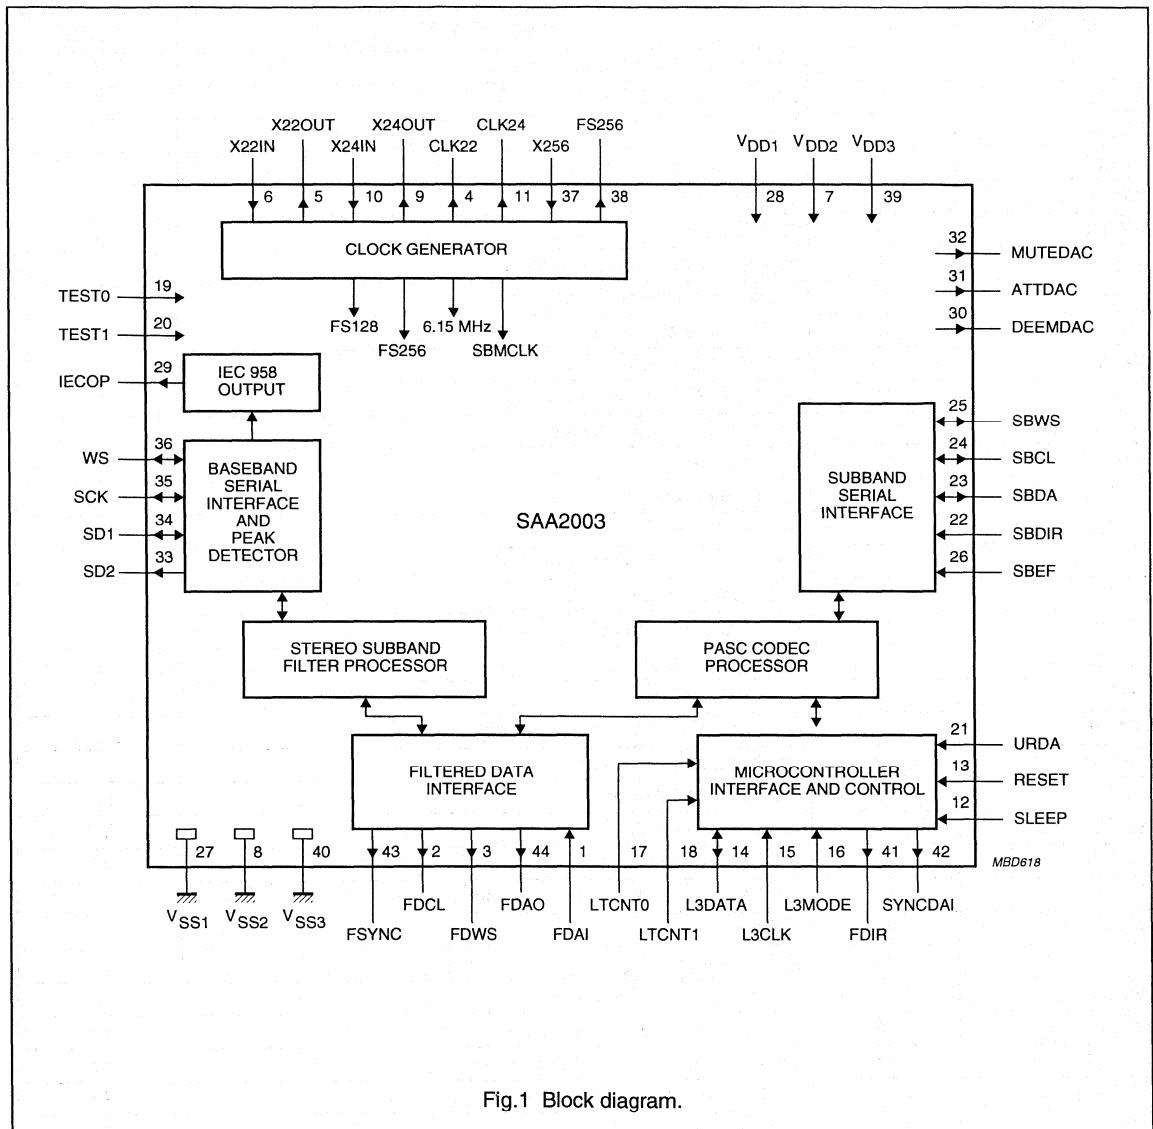 X22OUT X24OUT CLK24 FS256
X22IN X24IN CLK22 X256
VDD1 VDD2 VDD3
6 5 10 9 4 11 37 38
28 7 39
CLOCK GENERATOR
32 MUTEDAC
31 ATTDAC
30 DEEMDAC
TEST0 19
TEST1 20
FS128 6.15 MHz
FS256 SBMCLK
IECOP 29
IEC 958
OUTPUT
WS 36
SCK 35
SD1 34
SD2 33
BASEBAND
SERIAL
INTERFACE
AND
PEAK
DETECTOR
SAA2003
SUBBAND
SERIAL
INTERFACE
25 SBWS
24 SBCL
23 SBDA
22 SBDIR
26 SBEF
STEREO SUBBAND
FILTER PROCESSOR
PASC CODEC
PROCESSOR
FILTERED DATA
INTERFACE
MICROCONTROLLER
INTERFACE AND CONTROL
21 URDA
13 RESET
12 SLEEP
27 8 40 43 2 3 44 1 17 18 14 15 16 41 42
MBD618
VSS1 VSS2 VSS3
FDCL FDAO LTCNT0 L3DATA L3MODE SYNCDAI
FSYNC FDWS FDAI LTCNT1 L3CLK FDIR
Fig.1 Block diagram.